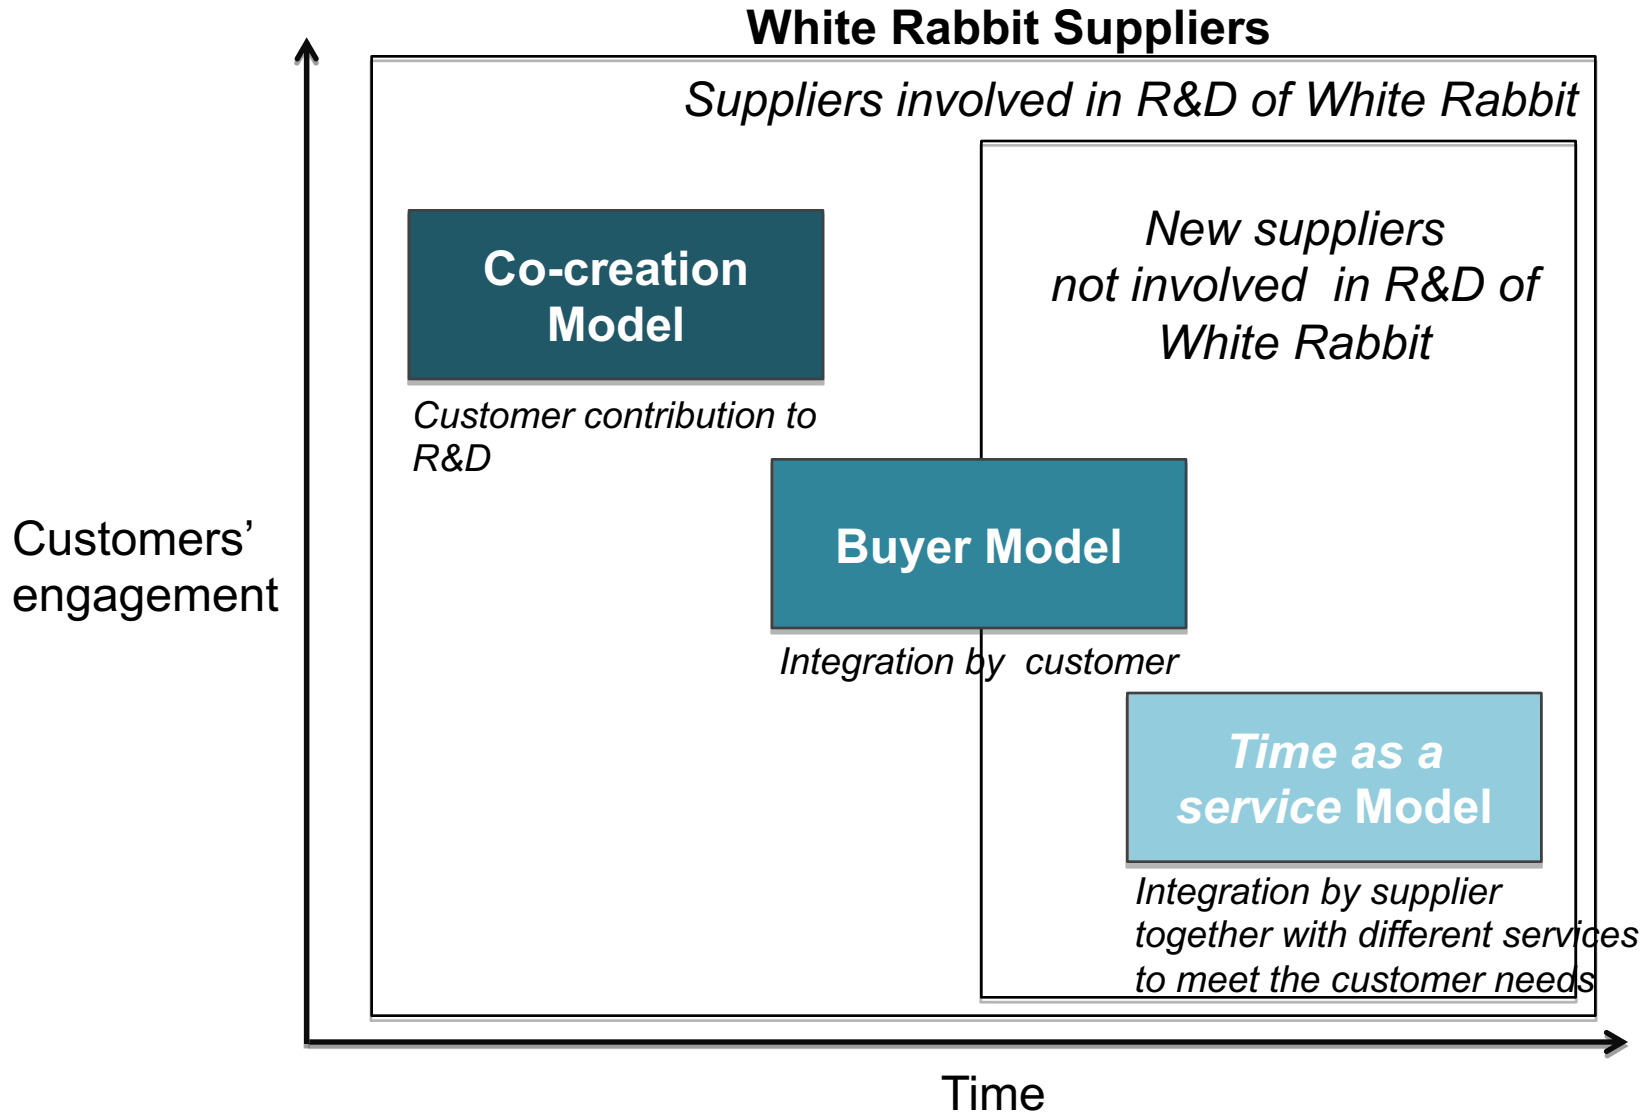 White Rabbit Suppliers
Suppliers involved in R&D of White Rabbit
New suppliers
not involved in R&D of
White Rabbit
Co-creation
Model
Customer contribution to
R&D
Customers’
engagement
Buyer Model
Integration by customer
Time as a
service Model
Integration by supplier
together with different services
to meet the customer needs
Time